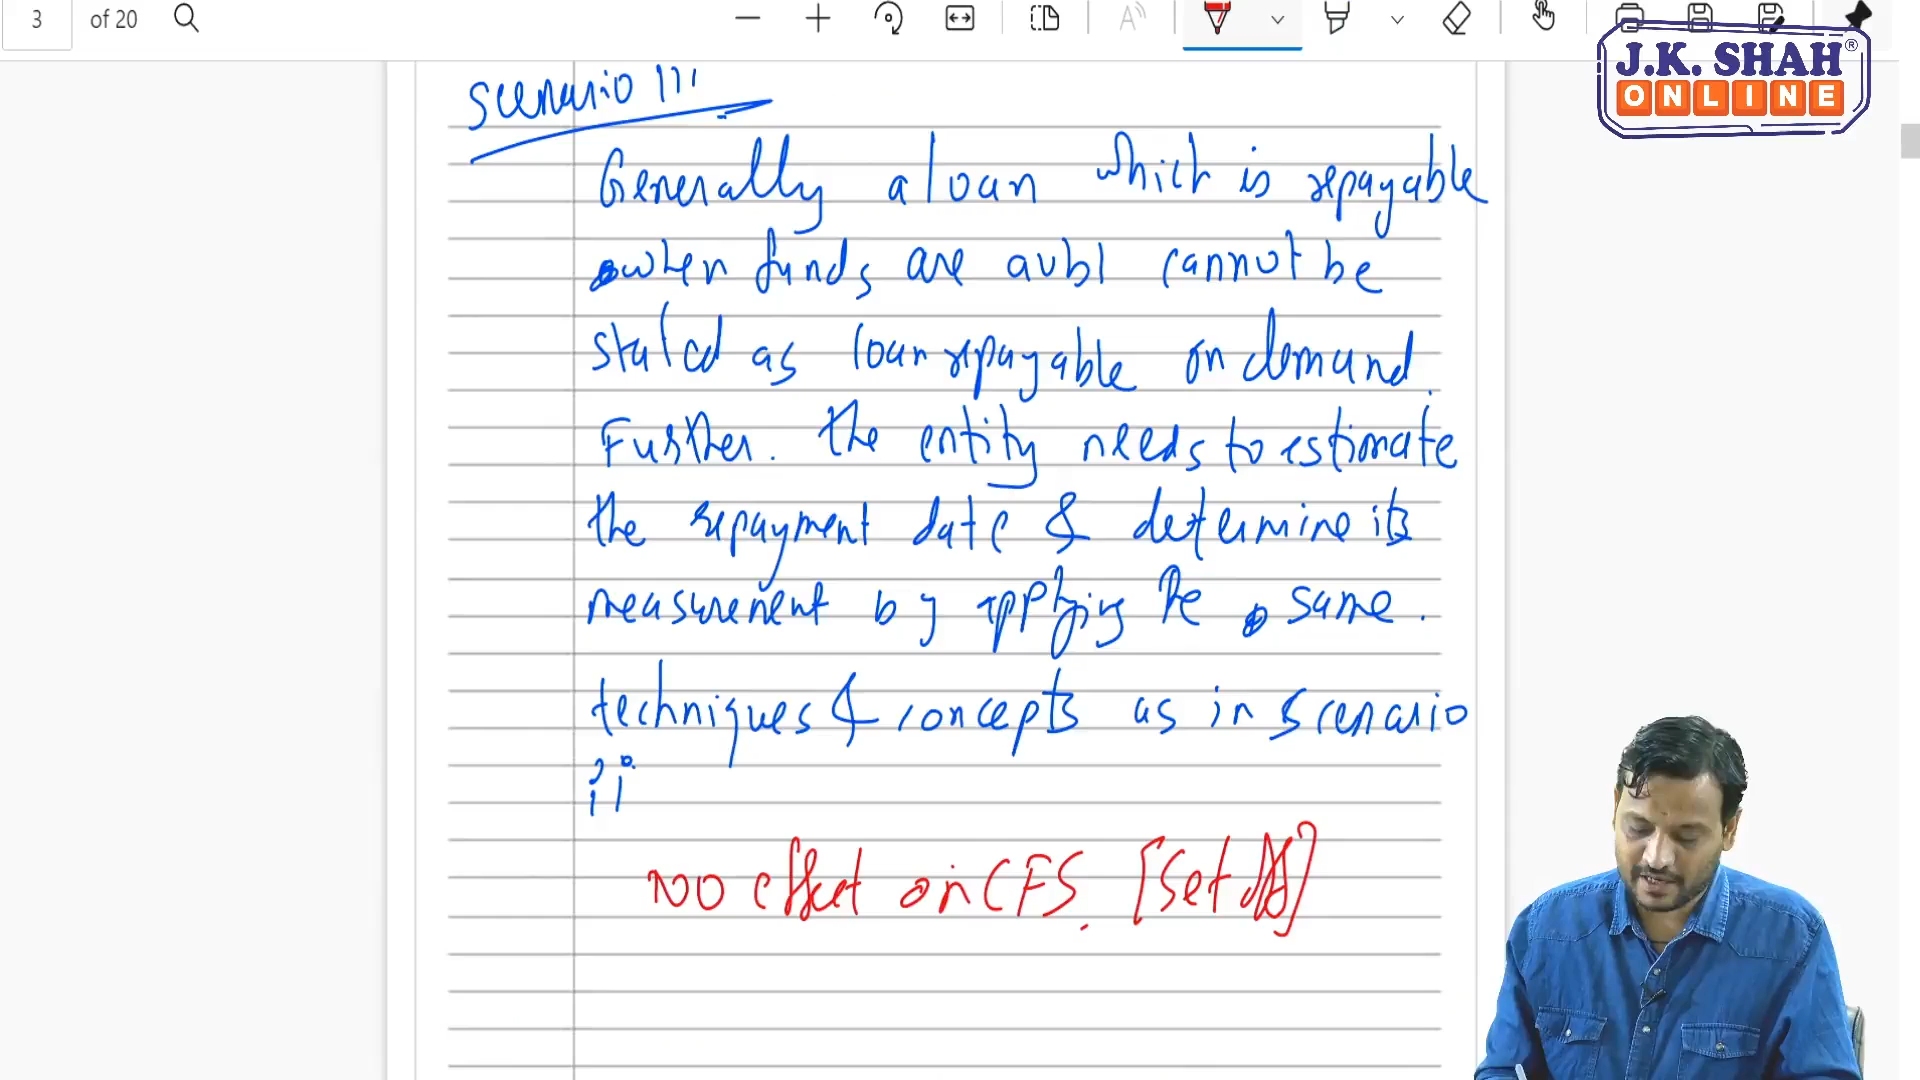 3 of 20
J.K. SHAH®
ONLINE
Scenario III
Generally a loan which is repayable
when funds are avbl cannot be
stated as loan repayable on demand.
Further. the entity needs to estimate
the repayment date & determine its
measurement by applying the same.
techniques & concepts as in scenario
ii
NO effect on CFS. [Set off]